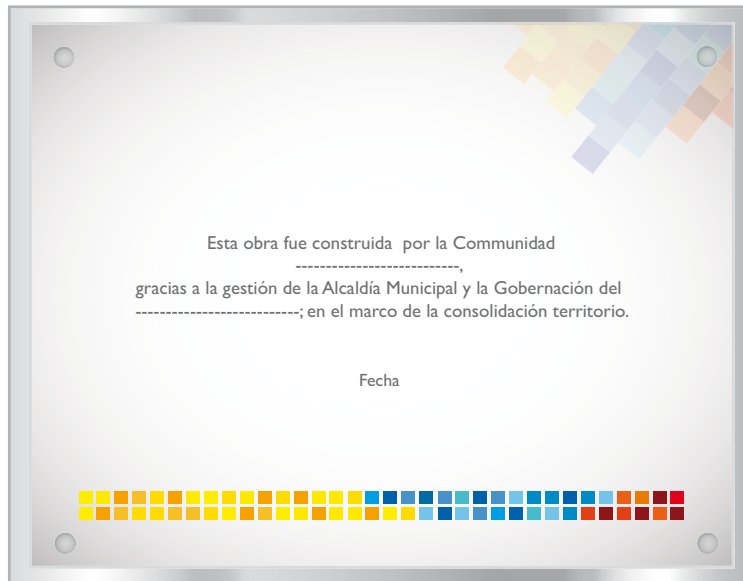 Esta obra fue construida por la Communidad
---------------------------,
gracias a la gestión de la Alcaldía Municipal y la Gobernación del
---------------------------; en el marco de la consolidación territorio.
Fecha